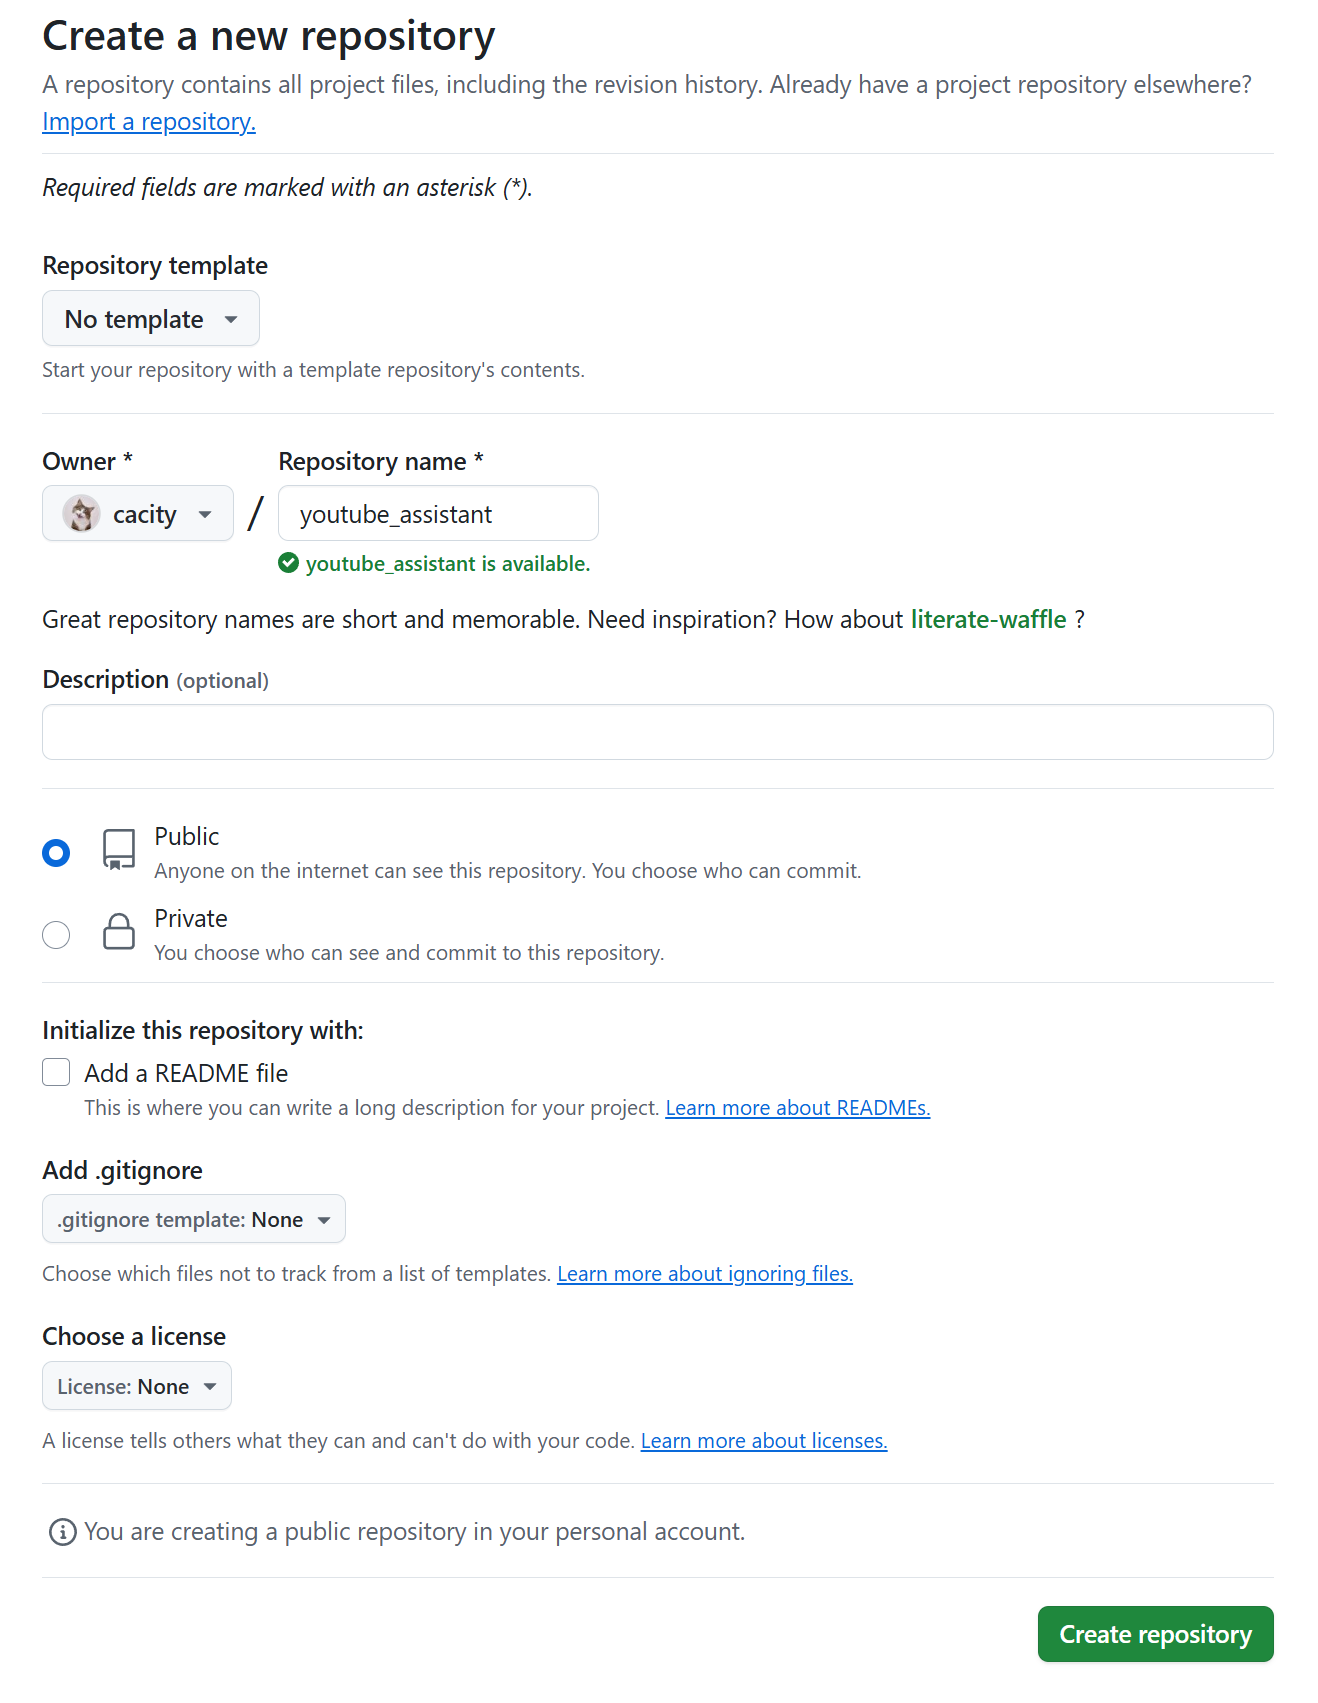 Create a new repository
A repository contains all project files, including the revision history. Already have a project repository elsewhere?
Import a repository.
Required fields are marked with an asterisk (*).
Repository template
No template
Start your repository with a template repository's contents.
Owner *
Repository name *
cacity
/
youtube_assistant
youtube_assistant is available.
Great repository names are short and memorable. Need inspiration? How about literate-waffle ?
Description (optional)
Public
Anyone on the internet can see this repository. You choose who can commit.
Private
You choose who can see and commit to this repository.
Initialize this repository with:
Add a README file
This is where you can write a long description for your project. Learn more about READMEs.
Add .gitignore
.gitignore template: None
Choose which files not to track from a list of templates. Learn more about ignoring files.
Choose a license
License: None
A license tells others what they can and can't do with your code. Learn more about licenses.
You are creating a public repository in your personal account.
Create repository